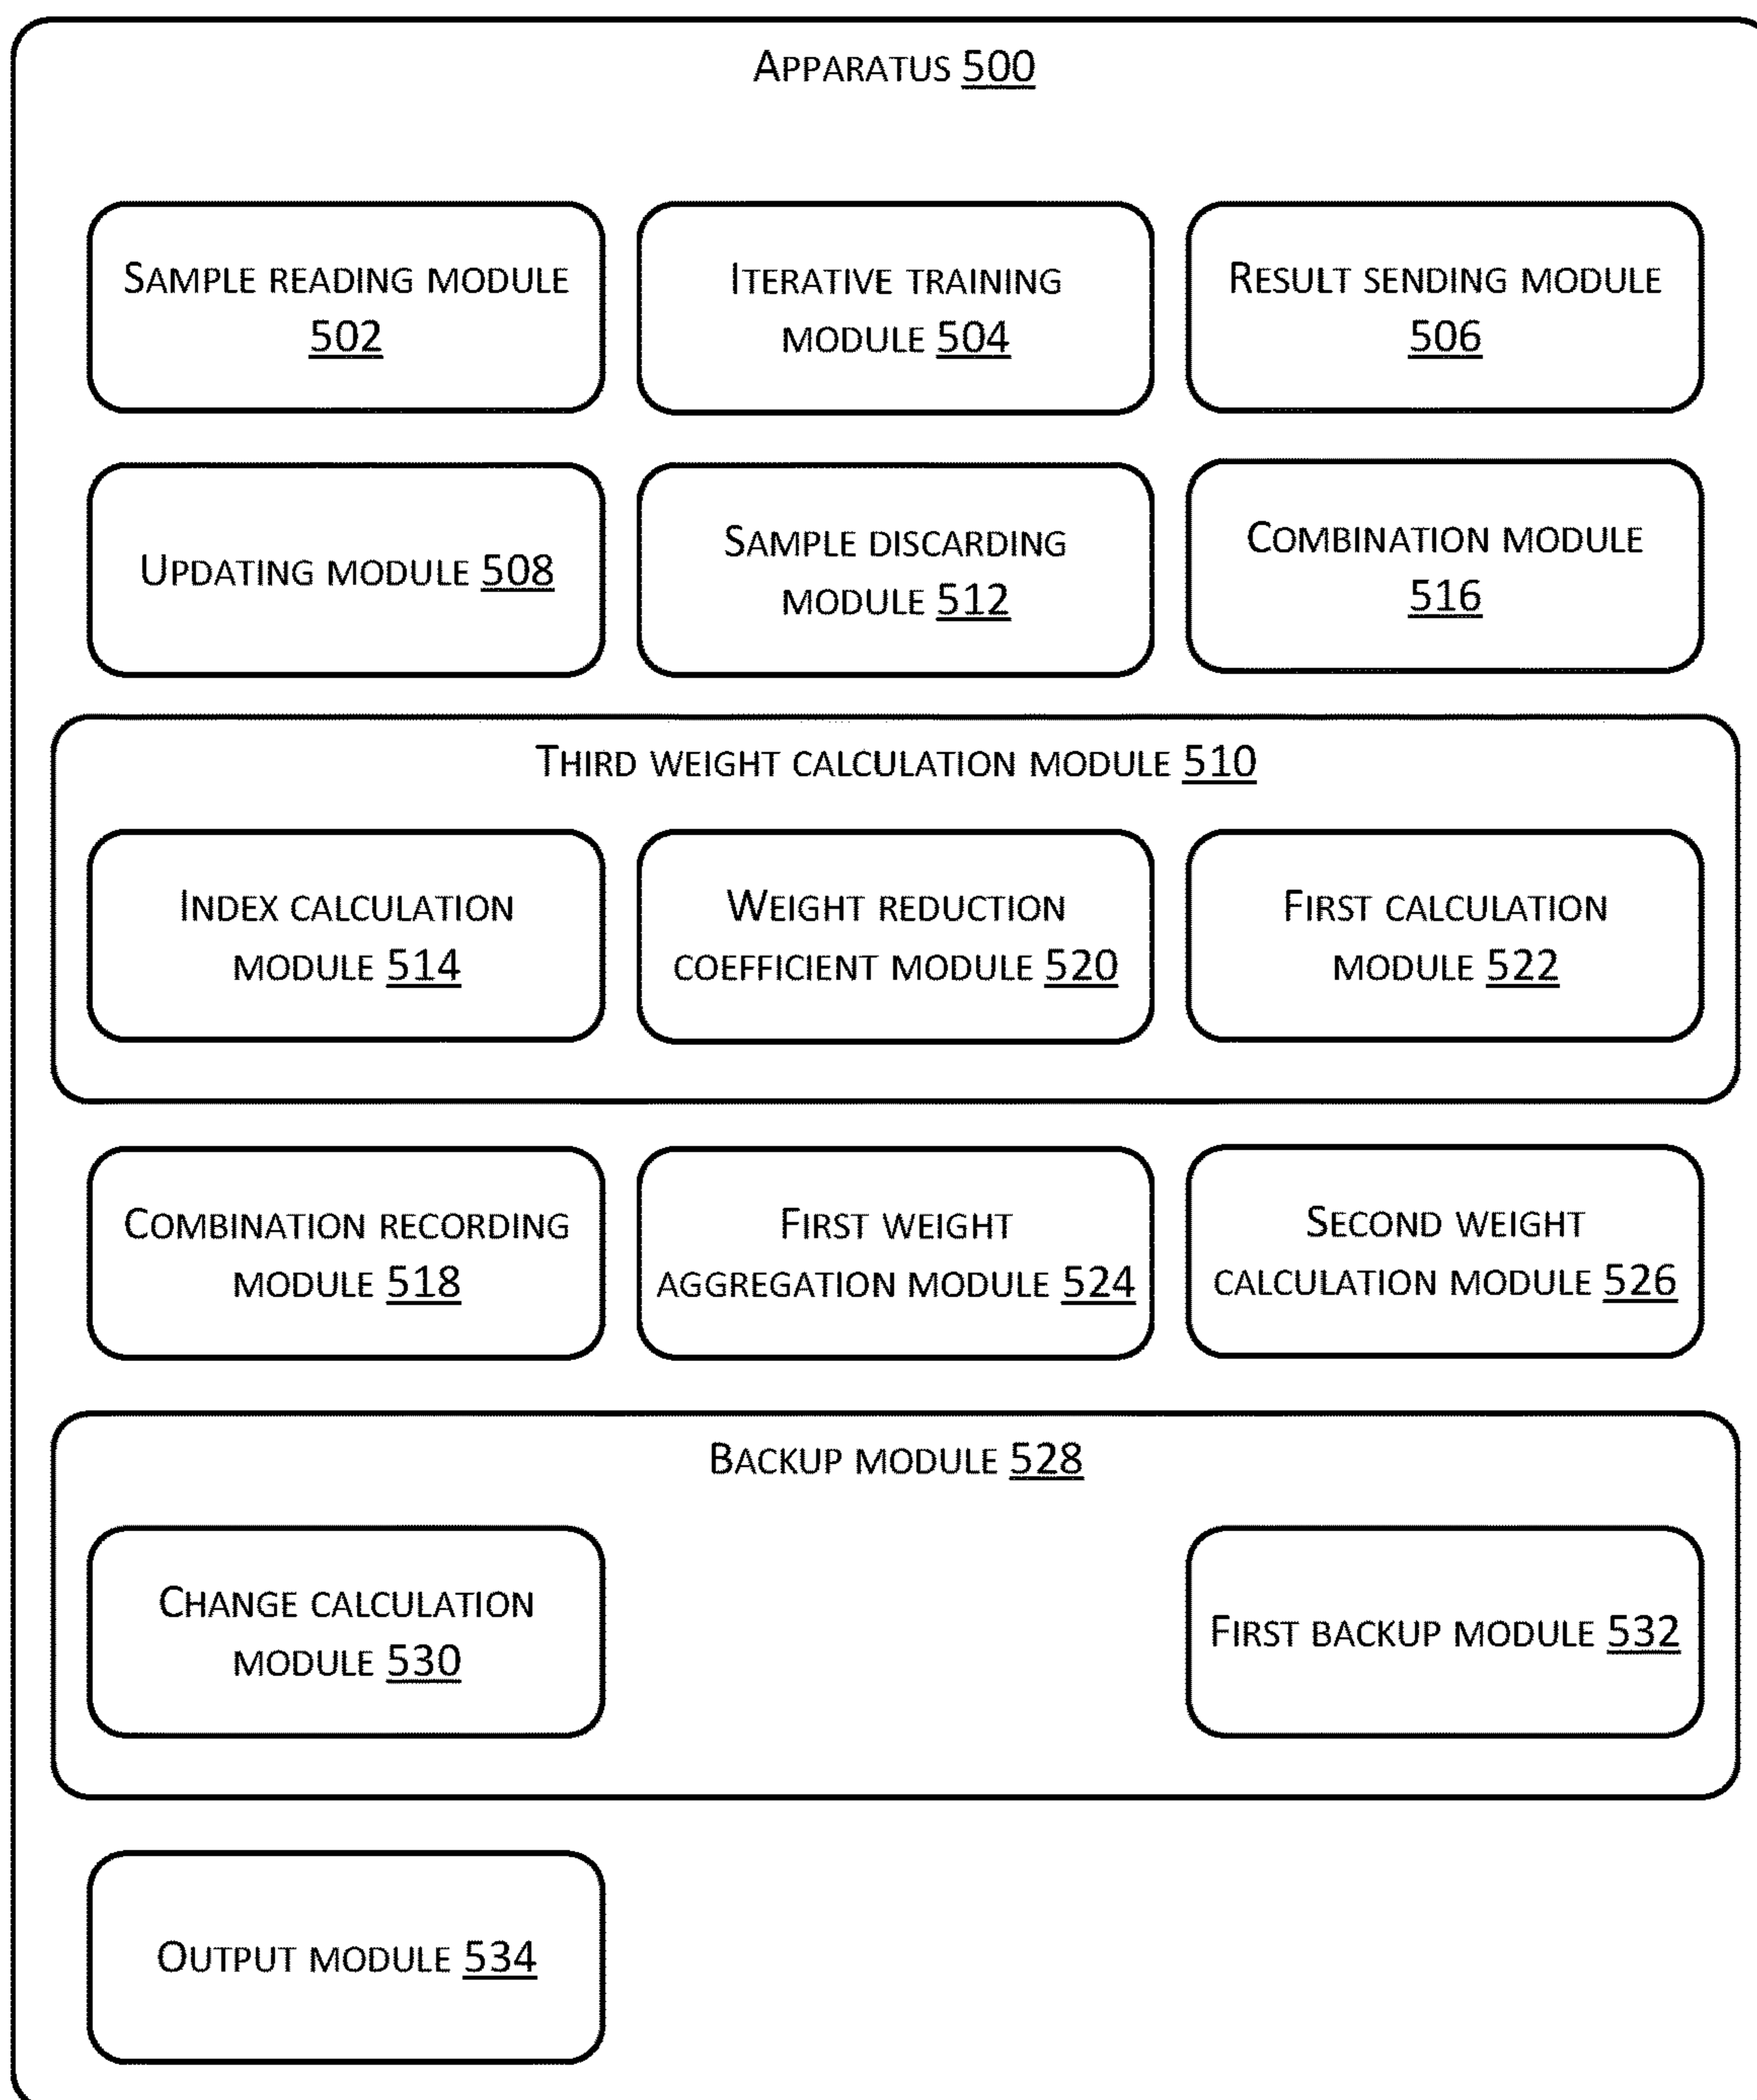 APPARATUS 500
SAMPLE READING MODULE
502
ITERATIVE TRAINING
MODULE 504
RESULT SENDING MODULE
506
UPDATING MODULE 508
SAMPLE DISCARDING
MODULE 512
COMBINATION MODULE
516
THIRD WEIGHT CALCULATION MODULE 510
INDEX CALCULATION
MODULE 514
WEIGHT REDUCTION
COEFFICIENT MODULE 520
FIRST CALCULATION
MODULE 522
COMBINATION RECORDING
MODULE 518
FIRST WEIGHT
AGGREGATION MODULE 524
SECOND WEIGHT
CALCULATION MODULE 526
BACKUP MODULE 528
CHANGE CALCULATION
MODULE 530
FIRST BACKUP MODULE 532
OUTPUT MODULE 534